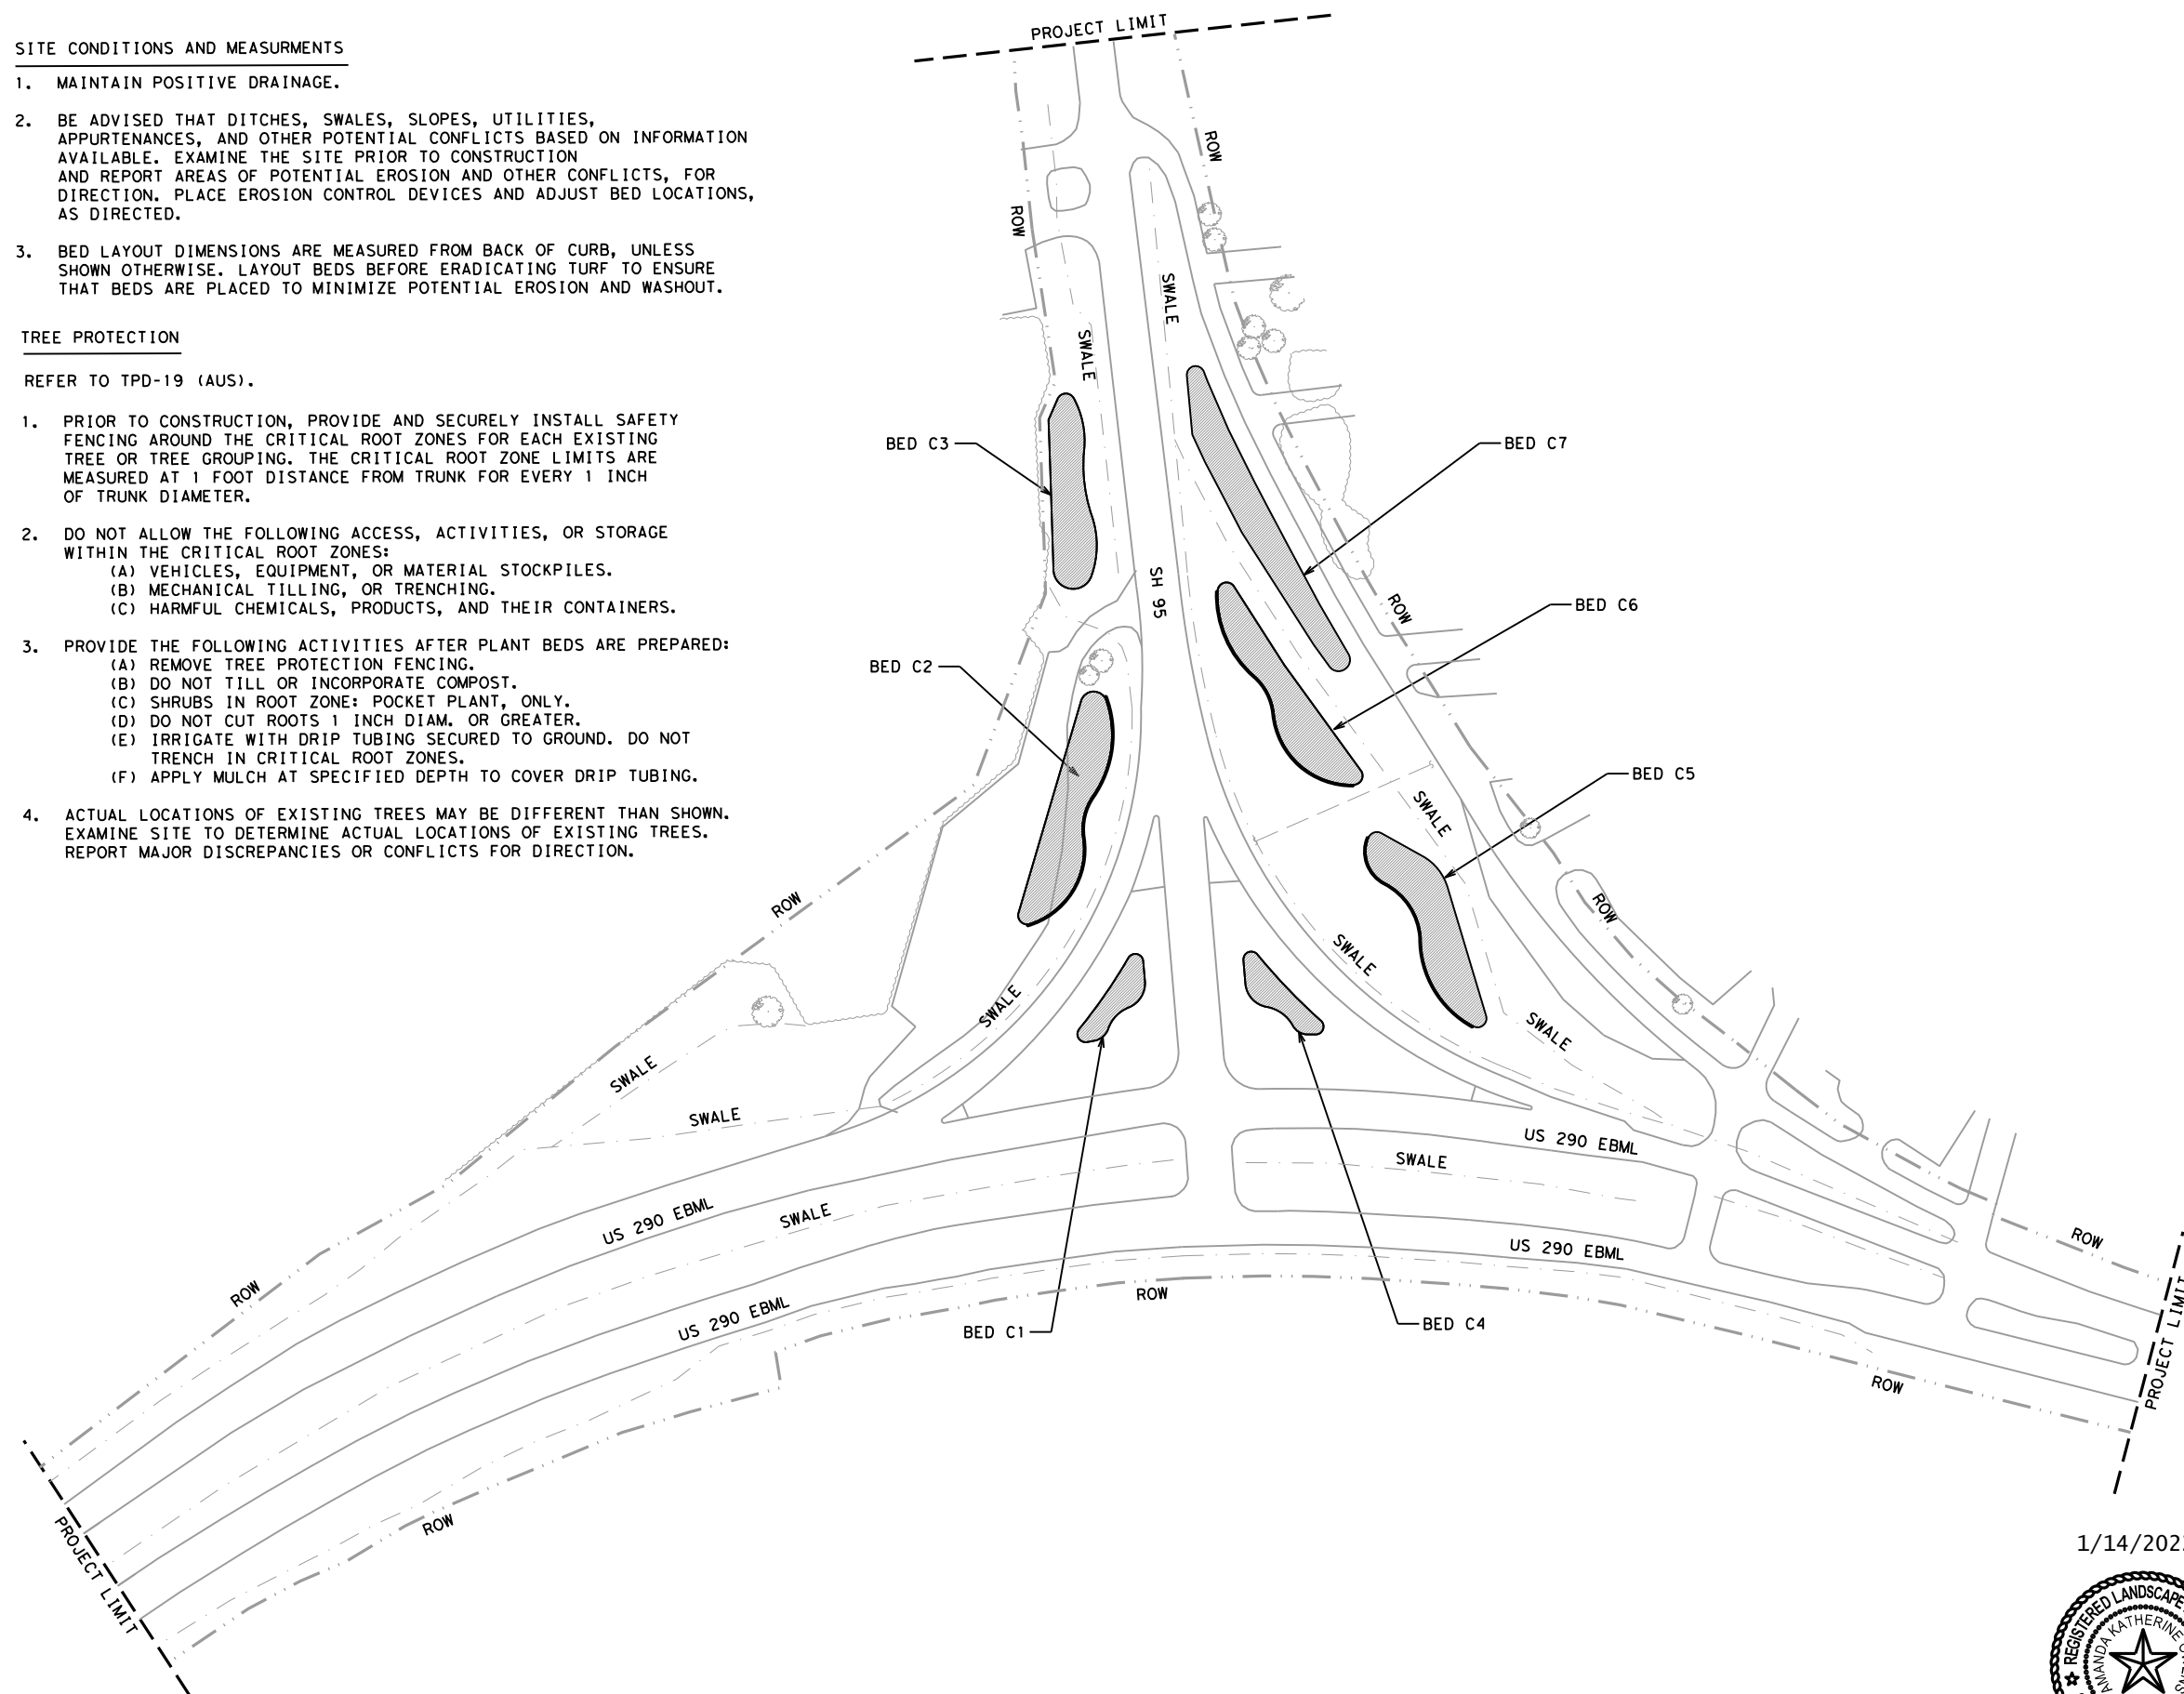 SITE CONDITIONS AND MEASURMENTS
1. MAINTAIN POSITIVE DRAINAGE.
2. BE ADVISED THAT DITCHES, SWALES, SLOPES, UTILITIES,
APPURTENANCES, AND OTHER POTENTIAL CONFLICTS BASED ON INFORMATION
AVAILABLE. EXAMINE THE SITE PRIOR TO CONSTRUCTION
AND REPORT AREAS OF POTENTIAL EROSION AND OTHER CONFLICTS, FOR
DIRECTION. PLACE EROSION CONTROL DEVICES AND ADJUST BED LOCATIONS,
AS DIRECTED.
3. BED LAYOUT DIMENSIONS ARE MEASURED FROM BACK OF CURB, UNLESS
SHOWN OTHERWISE. LAYOUT BEDS BEFORE ERADICATING TURF TO ENSURE
THAT BEDS ARE PLACED TO MINIMIZE POTENTIAL EROSION AND WASHOUT.
TREE PROTECTION
REFER TO TPD-19 (AUS).
1. PRIOR TO CONSTRUCTION, PROVIDE AND SECURELY INSTALL SAFETY
FENCING AROUND THE CRITICAL ROOT ZONES FOR EACH EXISTING
TREE OR TREE GROUPING. THE CRITICAL ROOT ZONE LIMITS ARE
MEASURED AT 1 FOOT DISTANCE FROM TRUNK FOR EVERY 1 INCH
OF TRUNK DIAMETER.
2. DO NOT ALLOW THE FOLLOWING ACCESS, ACTIVITIES, OR STORAGE
WITHIN THE CRITICAL ROOT ZONES:
(A) VEHICLES, EQUIPMENT, OR MATERIAL STOCKPILES.
(B) MECHANICAL TILLING, OR TRENCHING.
(C) HARMFUL CHEMICALS, PRODUCTS, AND THEIR CONTAINERS.
3. PROVIDE THE FOLLOWING ACTIVITIES AFTER PLANT BEDS ARE PREPARED:
(A) REMOVE TREE PROTECTION FENCING.
(B) DO NOT TILL OR INCORPORATE COMPOST.
(C) SHRUBS IN ROOT ZONE: POCKET PLANT, ONLY.
(D) DO NOT CUT ROOTS 1 INCH DIAM. OR GREATER.
(E) IRRIGATE WITH DRIP TUBING SECURED TO GROUND. DO NOT
TRENCH IN CRITICAL ROOT ZONES.
(F) APPLY MULCH AT SPECIFIED DEPTH TO COVER DRIP TUBING.
4. ACTUAL LOCATIONS OF EXISTING TREES MAY BE DIFFERENT THAN SHOWN.
EXAMINE SITE TO DETERMINE ACTUAL LOCATIONS OF EXISTING TREES.
REPORT MAJOR DISCREPANCIES OR CONFLICTS FOR DIRECTION.
PROJECT LIMIT
ROW
ROW
SWALE
SWALE
BED C3
BED C7
SH 95
ROW
BED C6
BED C2
BED C5
SWALE
ROW
ROW
SWALE
SWALE
SWALE
SWALE
SWALE
US 290 EBML
SWALE
US 290 EBML
SWALE
US 290 EBML
ROW
ROW
ROW
US 290 EBML
BED C1
BED C4
PROJECT LIMIT
ROW
ROW
PROJECT LIMIT
1/14/202
REGISTERED LANDSCAPE
AMANDA KATHERINE